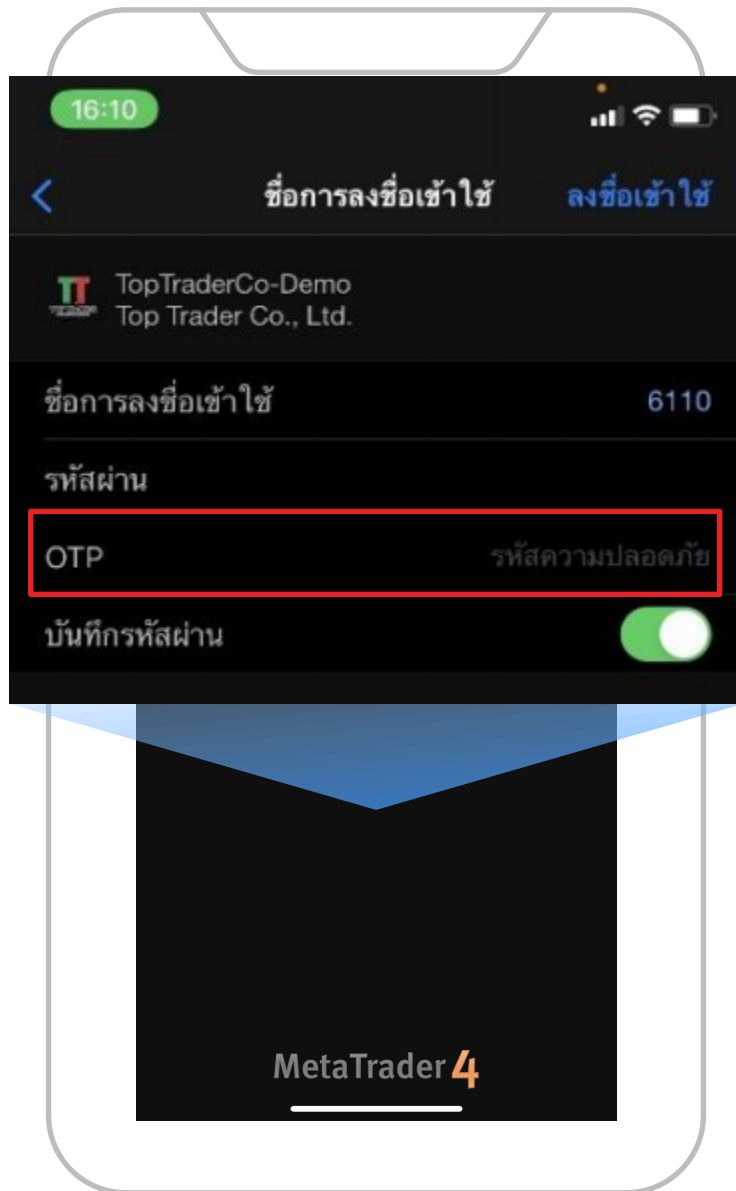 16:10
ชื่อการลงชื่อเข้าใช้ ลงชื่อเข้าใช้
TopTraderCo-Demo
Top Trader Co., Ltd.
ชื่อการลงชื่อเข้าใช้ 6110
รหัสผ่าน
OTP รหัสความปลอดภัย
บันทึกรหัสผ่าน
MetaTrader 4